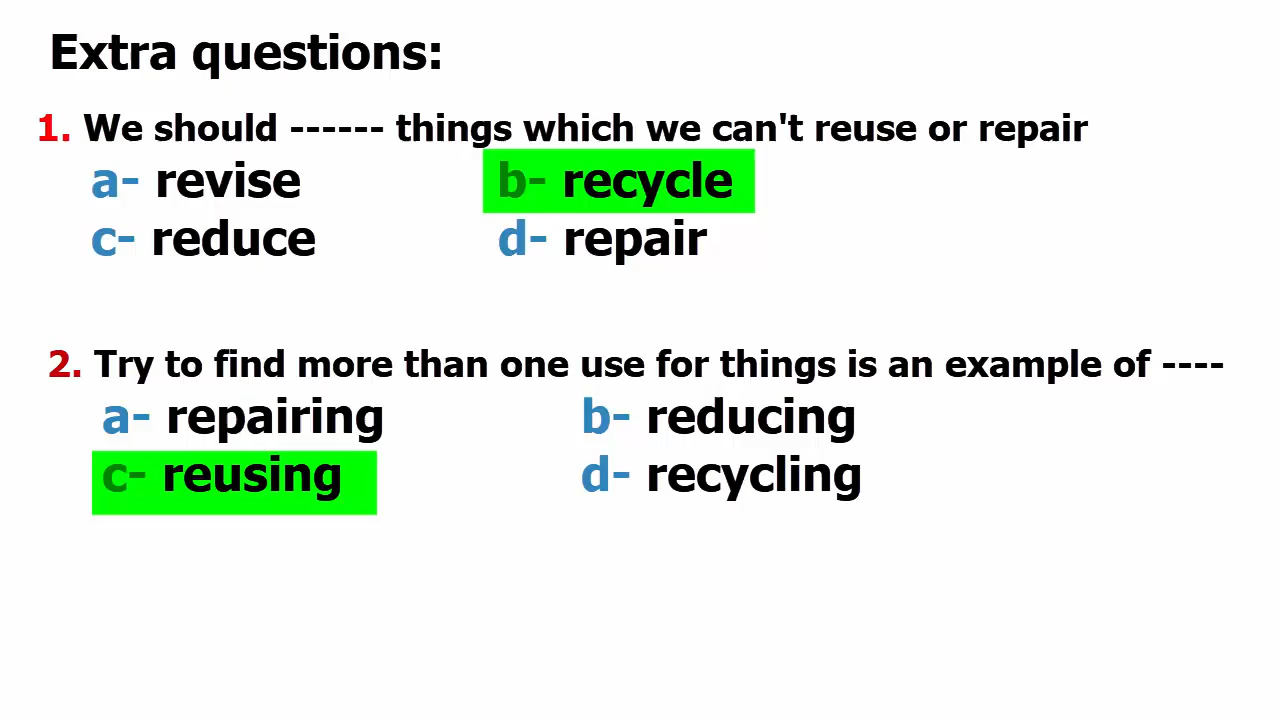 Extra questions:
1. We should ------ things which we can't reuse or repair
a- revise b- recycle
c- reduce d- repair
2. Try to find more than one use for things is an example of ----
a- repairing b- reducing
c- reusing d- recycling